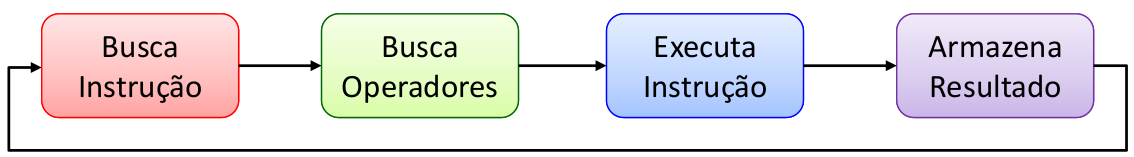 Busca
Instrução
Busca
Operadores
Executa
Instrução
Armazena
Resultado